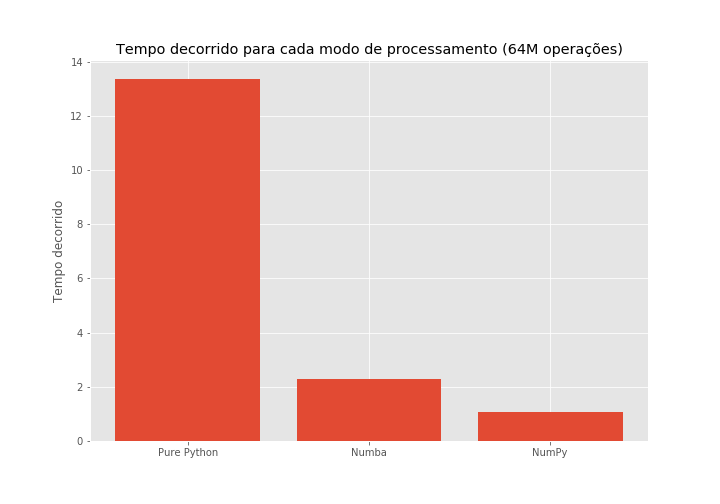 Tempo decorrido para cada modo de processamento (64M operações)
14
12
10
8
6
4
2
0
Tempo decorrido
Pure Python
Numba
NumPy